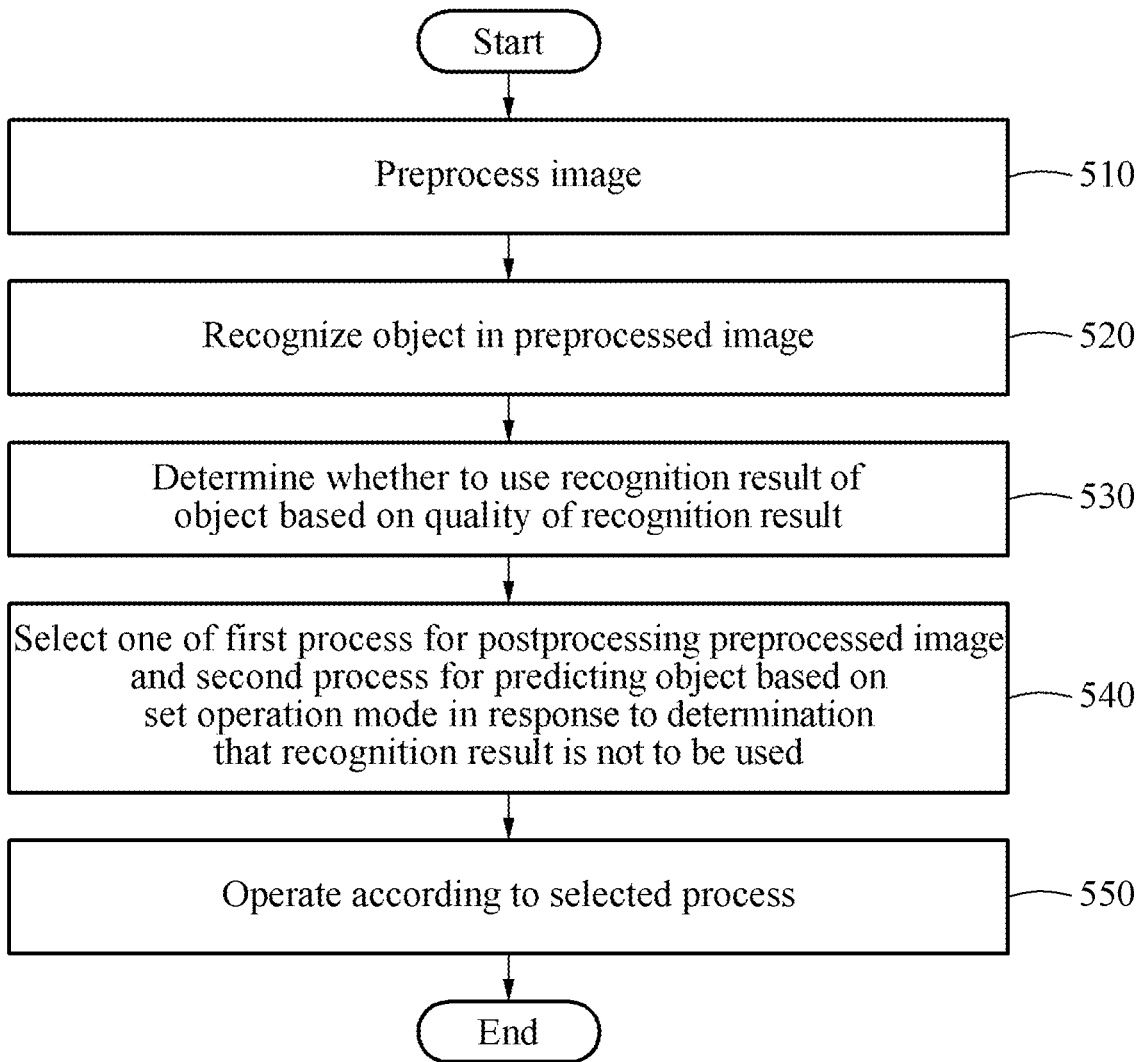 Start
Preprocess image
510
Recognize object in preprocessed image
520
Determine whether to use recognition result of
object based on quality of recognition result
530
Select one of first process for postprocessing preprocessed image
and second process for predicting object based on
set operation mode in response to determination
that recognition result is not to be used
540
Operate according to selected process
550
End